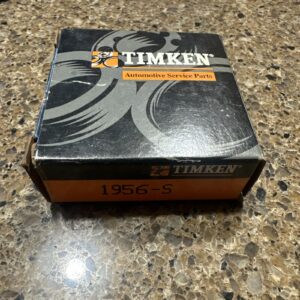 TIMKEN
Automotive Service Parts
TIMKEN
1956-S